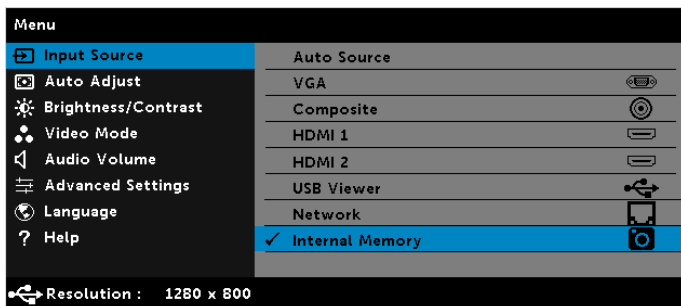 Menu
Input Source
Auto Adjust
Brightness/Contrast
Video Mode
Audio Volume
Advanced Settings
Language
? Help
Auto Source
VGA
Composite
HDMI 1
HDMI 2
USB Viewer
Network
✓ Internal Memory
Resolution : 1280 x 800